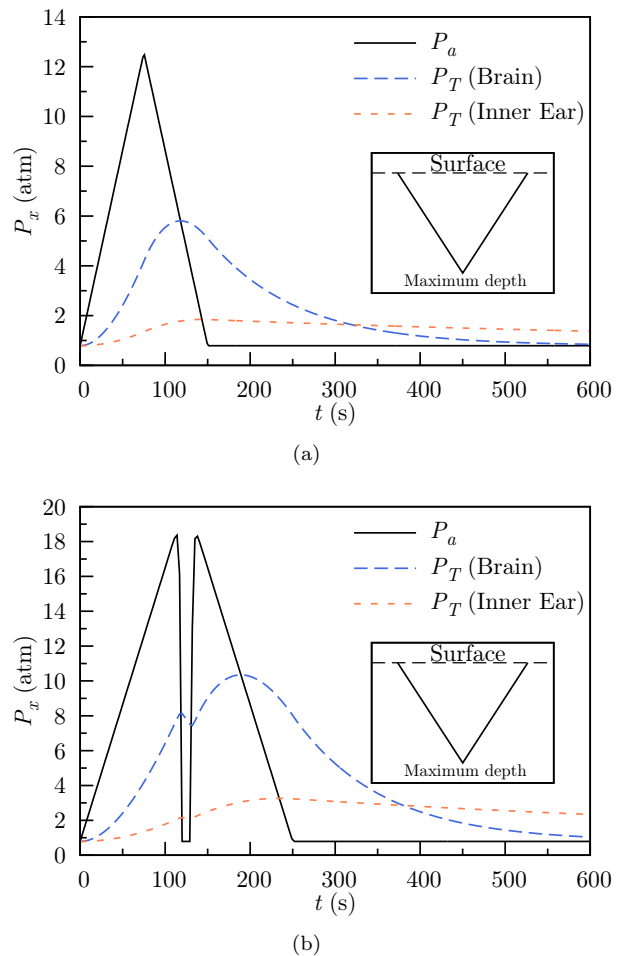 14
12
10
8
6
4
2
0
P_x (atm)
P_a
P_T (Brain)
P_T (Inner Ear)
Surface
Maximum depth
0 100 200 300 400 500 600
t (s)
(a)
20
18
16
14
12
10
8
6
4
2
0
P_x (atm)
P_a
P_T (Brain)
P_T (Inner Ear)
Surface
Maximum depth
0 100 200 300 400 500 600
t (s)
(b)